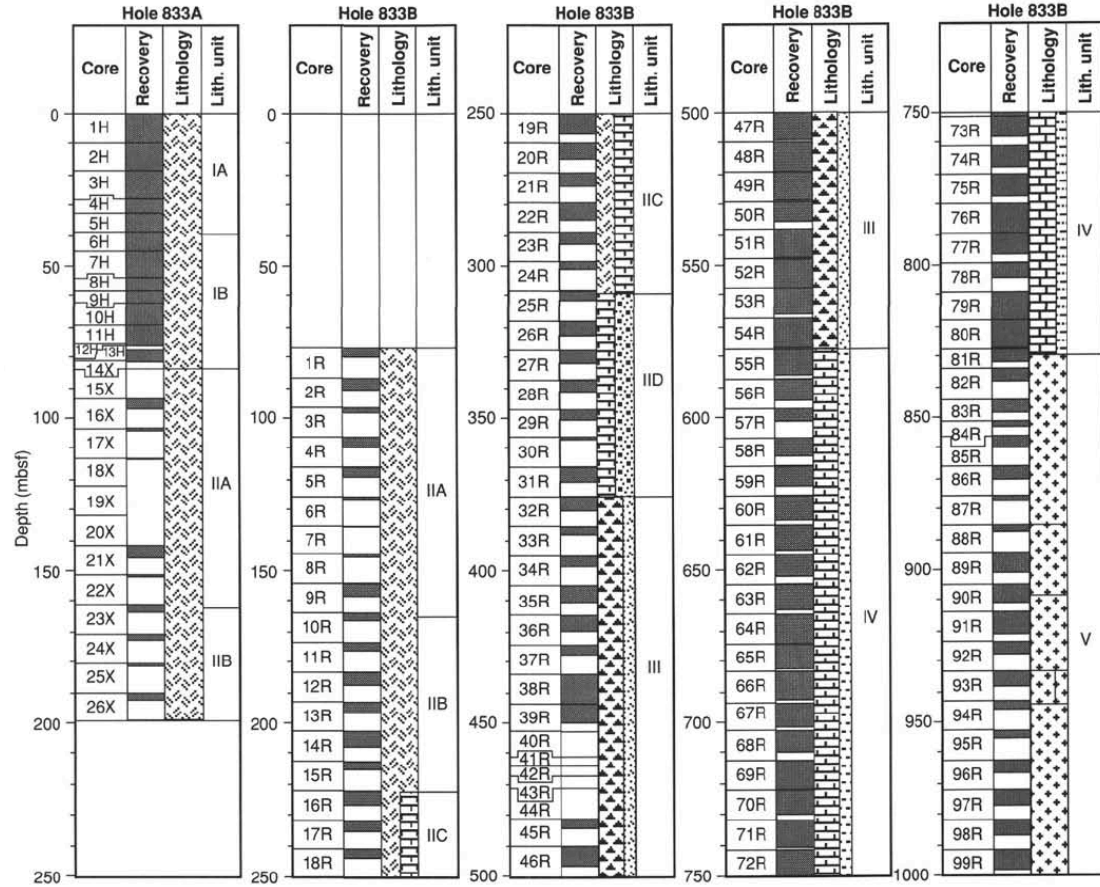 Hole 833A
Core
Recovery
Lithology
Lith. unit
Depth (mbsf)
0
50
100
150
200
250
1H
2H
3H
4H
5H
6H
7H
8H
9H
10H
11H
12H
13H
14X
15X
16X
17X
18X
19X
20X
21X
22X
23X
24X
25X
26X
IA
IB
IIA
IIB
Hole 833B
Core
Recovery
Lithology
Lith. unit
0
50
100
150
200
250
1R
2R
3R
4R
5R
6R
7R
8R
9R
10R
11R
12R
13R
14R
15R
16R
17R
18R
IIA
IIB
IIC
Hole 833B
Core
Recovery
Lithology
Lith. unit
250
300
350
400
450
500
19R
20R
21R
22R
23R
24R
25R
26R
27R
28R
29R
30R
31R
32R
33R
34R
35R
36R
37R
38R
39R
40R
41R
42R
43R
44R
45R
46R
IIC
IID
III
Hole 833B
Core
Recovery
Lithology
Lith. unit
500
550
600
650
700
750
47R
48R
49R
50R
51R
52R
53R
54R
55R
56R
57R
58R
59R
60R
61R
62R
63R
64R
65R
66R
67R
68R
69R
70R
71R
72R
III
IV
Hole 833B
Core
Recovery
Lithology
Lith. unit
750
800
850
900
950
1000
73R
74R
75R
76R
77R
78R
79R
80R
81R
82R
83R
84R
85R
86R
87R
88R
89R
90R
91R
92R
93R
94R
95R
96R
97R
98R
99R
IV
V